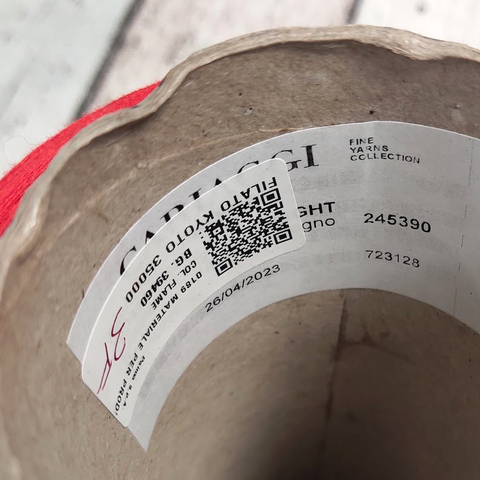 CARIAGGI
FINE
YARNS
COLLECTION
GHT
gno
245390
723128
26/04/2023
FILATO KYOTO 35000
BG. 39460
COL. FLAME
0189 MATERIALE PER PROD
S.P.A.
3F